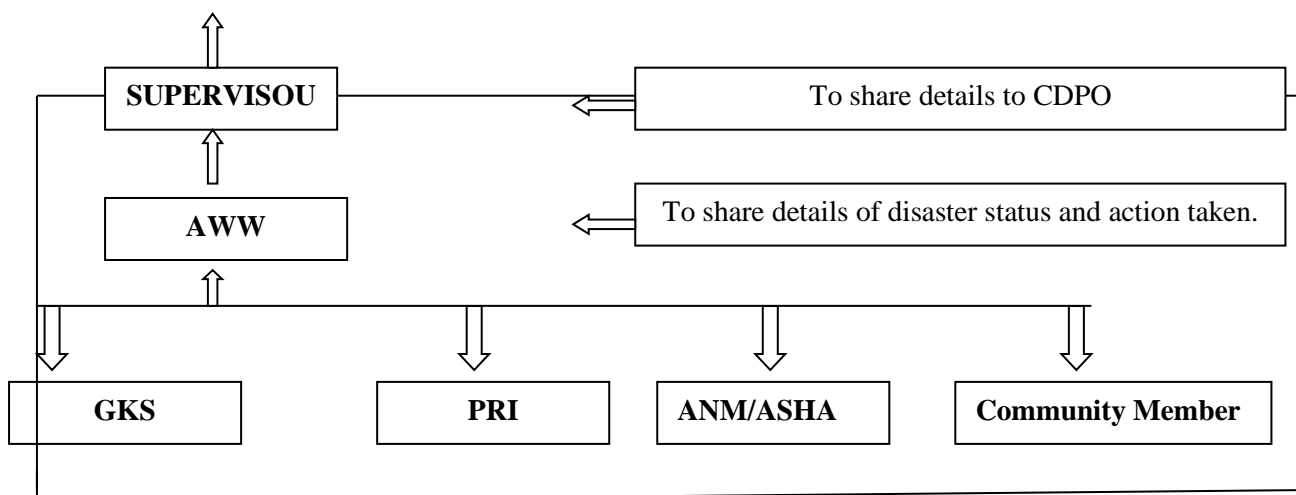 SUPERVISOU
To share details to CDPO
AWW
To share details of disaster status and action taken.
GKS
PRI
ANM/ASHA
Community Member